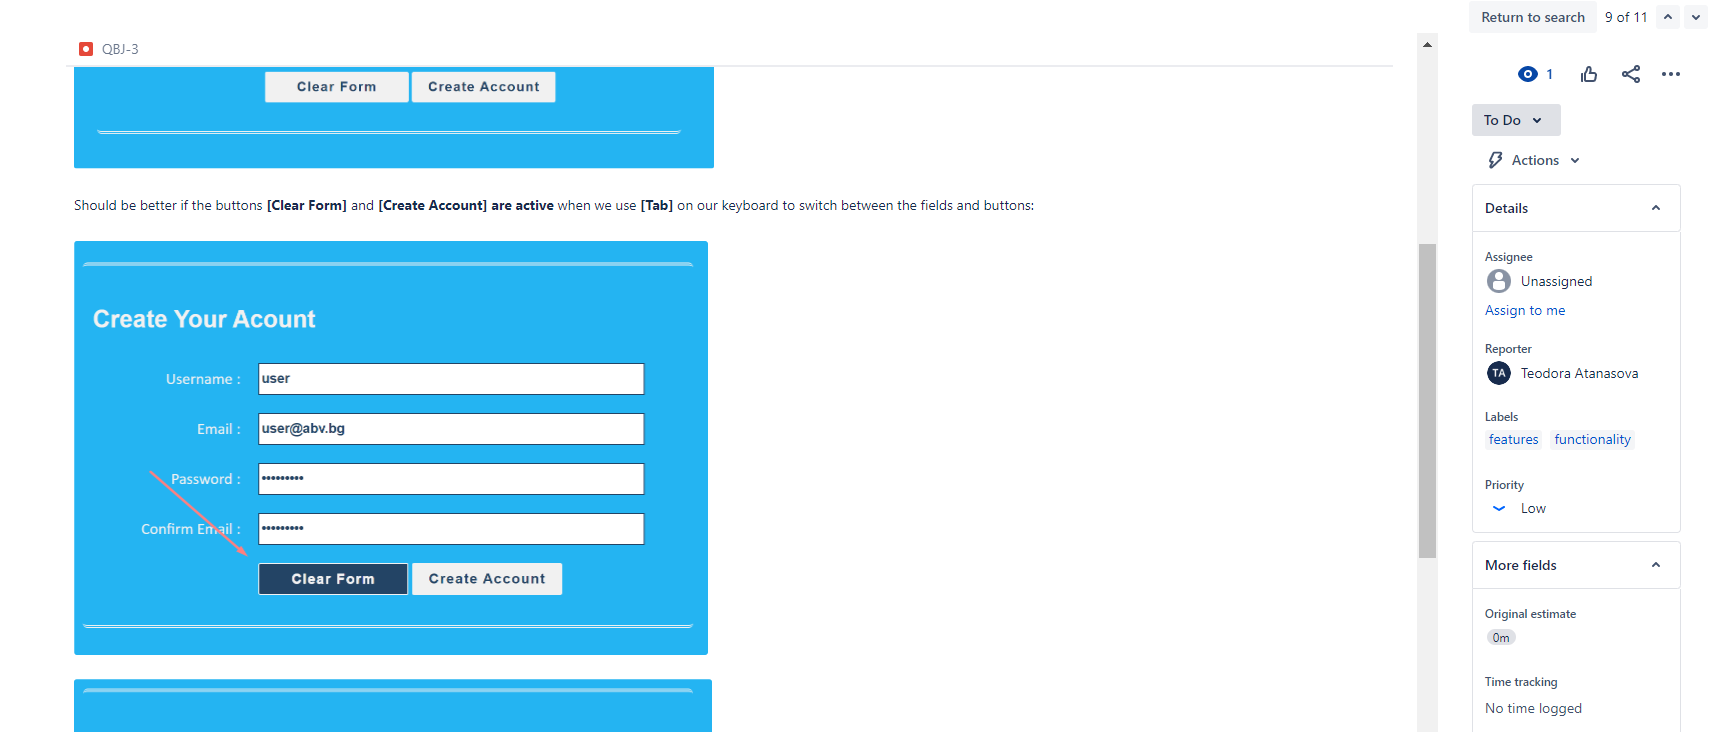 Return to search 9 of 11
QBJ-3
1
Clear Form Create Account
To Do
Actions
Should be better if the buttons [Clear Form] and [Create Account] are active when we use [Tab] on our keyboard to switch between the fields and buttons:
Details
Assignee
Unassigned
Assign to me
Reporter
TA Teodora Atanasova
Labels
features functionality
Priority
Low
More fields
Original estimate
0m
Time tracking
No time logged
Create Your Acount
Username : user
Email : user@abv.bg
Password : •••••••••
Confirm Email : •••••••••
Clear Form Create Account